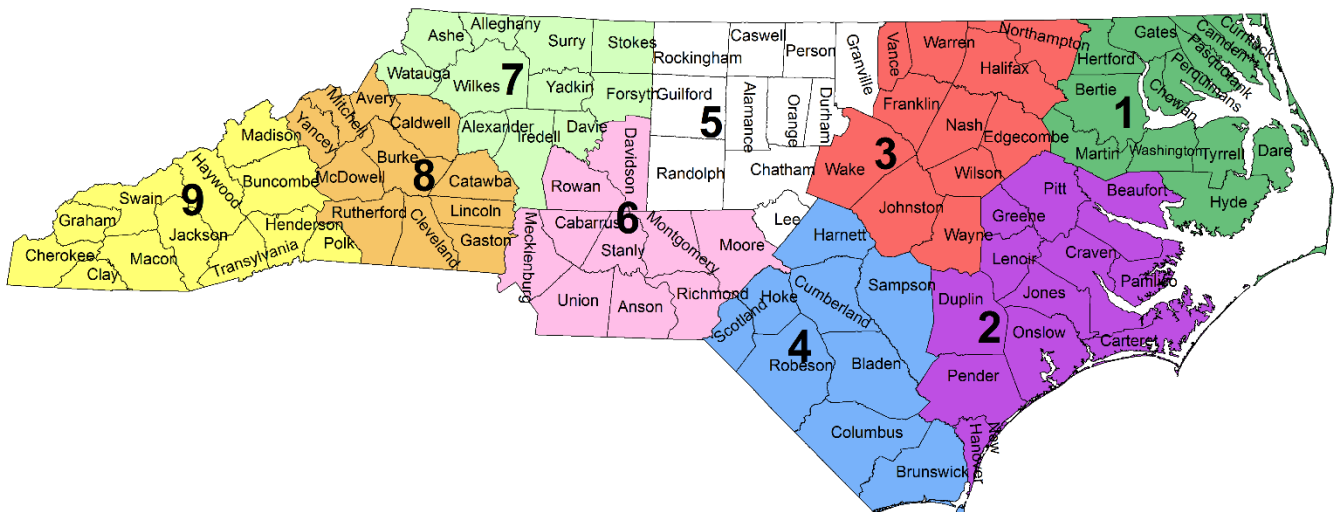 Alleghany
Ashe
Surry
Stokes
Watauga
Wilkes
7
Yadkin
Forsyth
Alexander
Iredell
Davie
Rockingham
Caswell
Person
Granville
Guilford
5
Alamance
Orange
Durham
Randolph
Chatham
Lee
Vance
Warren
Northampton
Halifax
Franklin
Nash
Edgecombe
3
Wake
Wilson
Johnston
Wayne
Gates
Currituck
Camden
Pasquotank
Perquimans
Hertford
Bertie
Chowan
1
Martin
Washington
Tyrrell
Dare
Hyde
Mitchell
Avery
Yancey
Caldwell
Burke
McDowell
8
Catawba
Rutherford
Cleveland
Lincoln
Gaston
Madison
Haywood
Buncombe
Swain
9
Graham
Jackson
Henderson
Cherokee
Clay
Macon
Transylvania
Polk
Davidson
Rowan
6
Mecklenburg
Cabarrus
Stanly
Montgomery
Moore
Union
Anson
Richmond
Harnett
Sampson
Hoke
Cumberland
Scotland
4
Robeson
Bladen
Columbus
Brunswick
Pitt
Beaufort
Greene
Lenoir
Craven
Pamlico
Duplin
Jones
2
Onslow
Carteret
Pender
New
Hanover